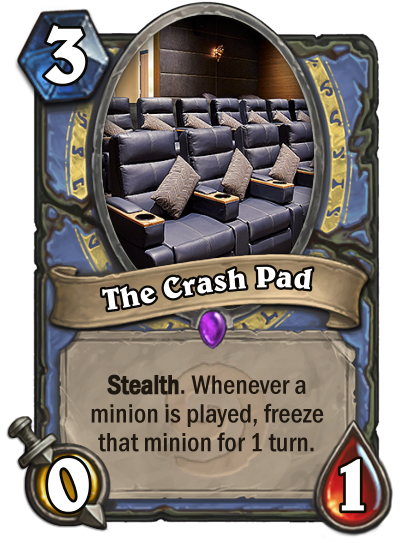 3
The Crash Pad
Stealth. Whenever a
minion is played, freeze
that minion for 1 turn.
0
1